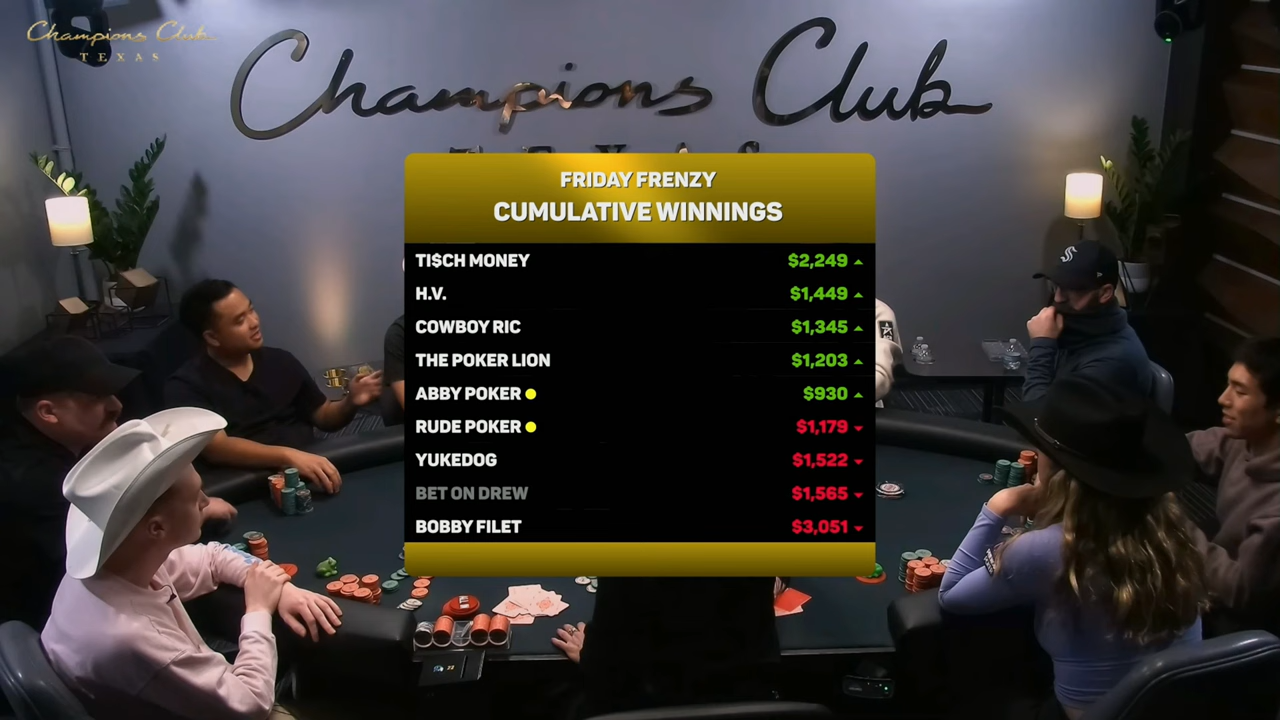 Champions Club
TEXAS
Champions Club
FRIDAY FRENZY
CUMULATIVE WINNINGS
TI$CH MONEY $2,249
H.V. $1,449
COWBOY RIC $1,345
THE POKER LION $1,203
ABBY POKER $930
RUDE POKER $1,179
YUKEDOG $1,522
BET ON DREW $1,565
BOBBY FILET $3,051